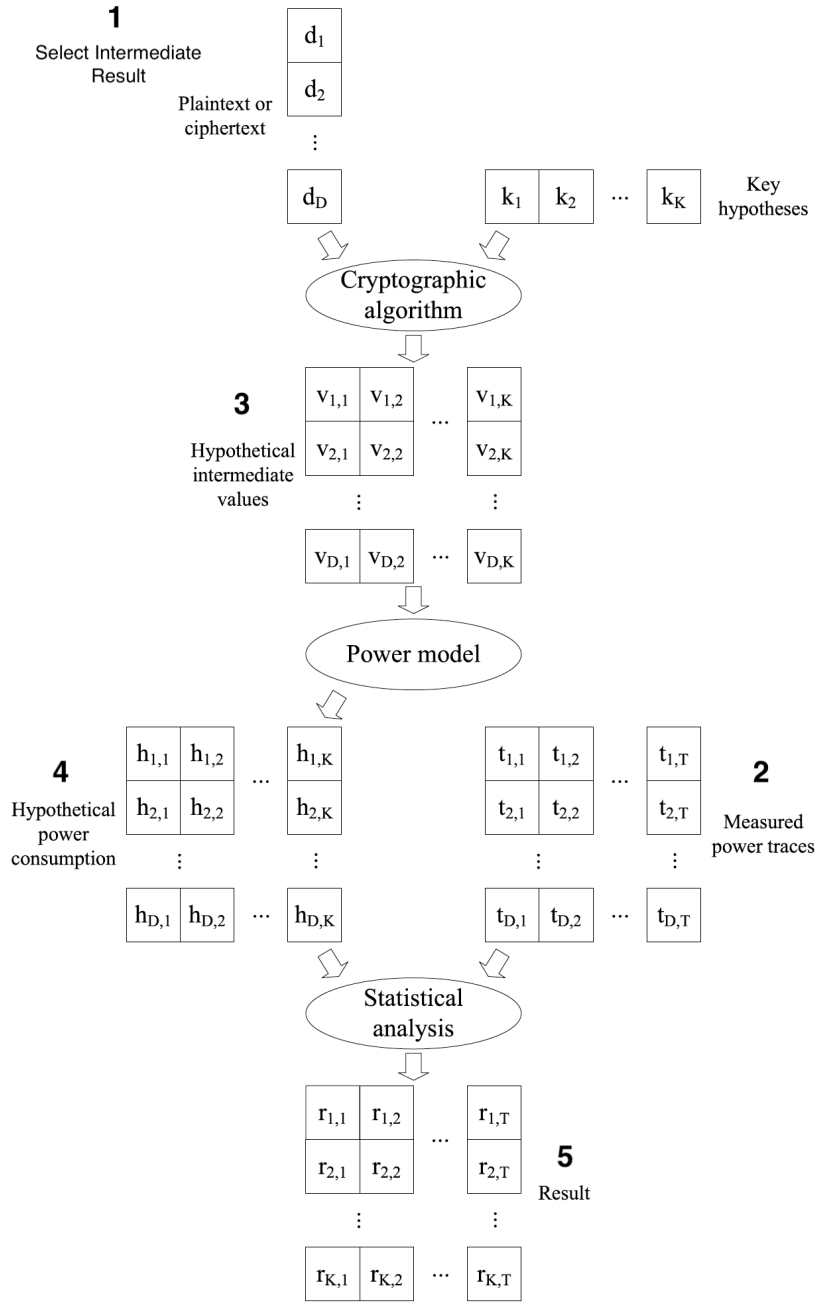 1
Select Intermediate
Result
d1
Plaintext or
ciphertext
d2
⋮
dD
k1 k2 ... kK
Key
hypotheses
Cryptographic
algorithm
3
Hypothetical
intermediate
values
v1,1 v1,2 ... v1,K
v2,1 v2,2 v2,K
⋮ ⋮
vD,1 vD,2 ... vD,K
Power model
4
Hypothetical
power
consumption
h1,1 h1,2 ... h1,K
h2,1 h2,2 h2,K
⋮ ⋮
hD,1 hD,2 ... hD,K
t1,1 t1,2 ... t1,T
t2,1 t2,2 t2,T
⋮ ⋮
tD,1 tD,2 ... tD,T
2
Measured
power traces
Statistical
analysis
r1,1 r1,2 ... r1,T
r2,1 r2,2 r2,T
⋮ ⋮
rK,1 rK,2 ... rK,T
5
Result